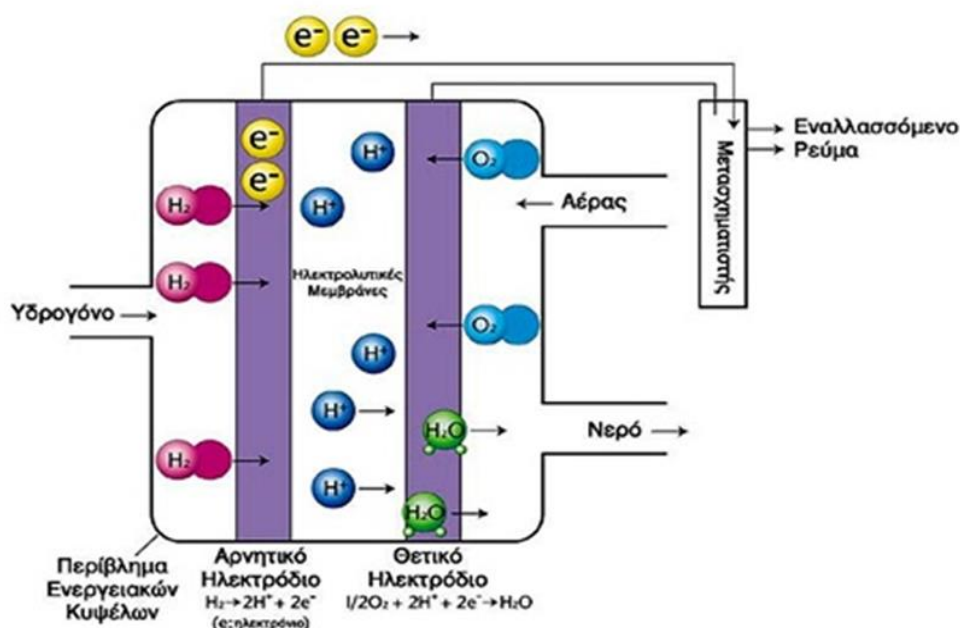 e⁻ e⁻
e⁻
e⁻
H⁺
O₂
Μετασχηματιστής
Εναλλασσόμενο
Ρεύμα
H₂
H⁺
Αέρας
H₂
Ηλεκτρολυτικές
Μεμβράνες
Υδρογόνο
O₂
H⁺
H⁺
H₂O
Νερό
H₂
H⁺
H₂O
Περίβλημα
Ενεργειακών
Κυψέλων
Αρνητικό
Ηλεκτρόδιο
H₂→2H⁺ + 2e⁻
(e:ηλεκτρόνιο)
Θετικό
Ηλεκτρόδιο
1/2O₂ + 2H⁺ + 2e⁻→H₂O